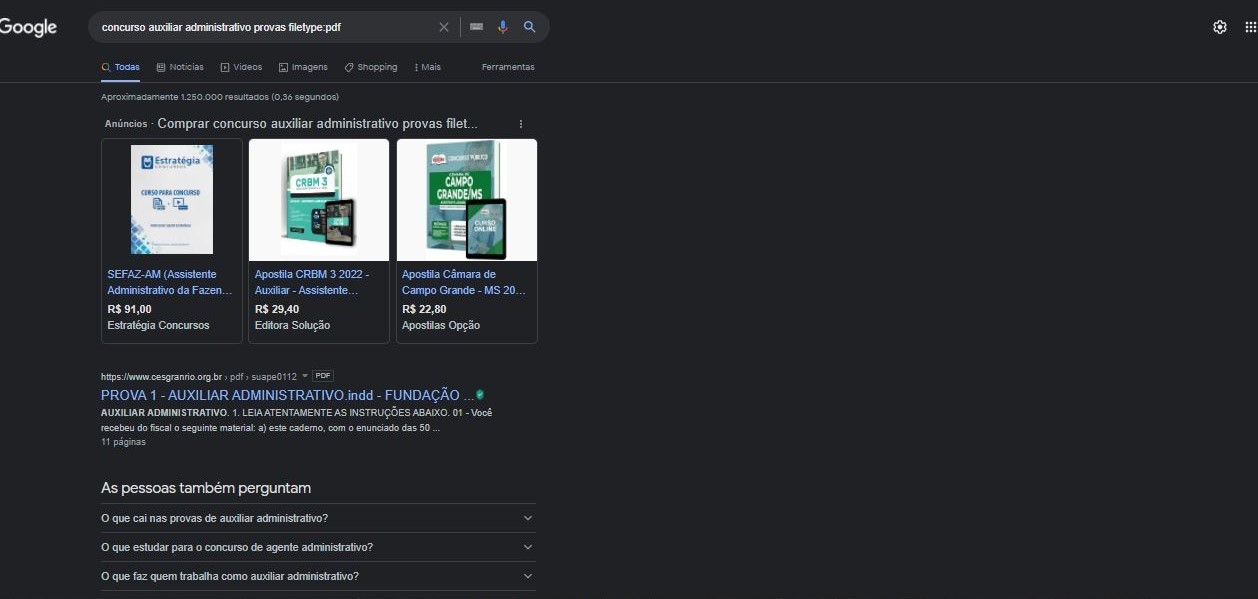 Google
concurso auxiliar administrativo provas filetype:pdf
Todas
Notícias
Vídeos
Imagens
Shopping
Mais
Ferramentas
Aproximadamente 1.250.000 resultados (0,36 segundos)
Anúncios · Comprar concurso auxiliar administrativo provas filet...
Estratégia
CONCURSOS
CURSO PARA CONCURSO
CRBM 3
CONCURSO PÚBLICO
CAMPO
GRANDE/MS
CURSO
ONLINE
SEFAZ-AM (Assistente
Administrativo da Fazen...
R$ 91,00
Estratégia Concursos
Apostila CRBM 3 2022 -
Auxiliar - Assistente...
R$ 29,40
Editora Solução
Apostila Câmara de
Campo Grande - MS 20...
R$ 22,80
Apostilas Opção
https://www.cesgranrio.org.br › pdf › suape0112 PDF
PROVA 1 - AUXILIAR ADMINISTRATIVO.indd - FUNDAÇÃO ...
AUXILIAR ADMINISTRATIVO. 1. LEIA ATENTAMENTE AS INSTRUÇÕES ABAIXO. 01 - Você
recebeu do fiscal o seguinte material: a) este caderno, com o enunciado das 50 ...
11 páginas
As pessoas também perguntam
O que cai nas provas de auxiliar administrativo?
O que estudar para o concurso de agente administrativo?
O que faz quem trabalha como auxiliar administrativo?